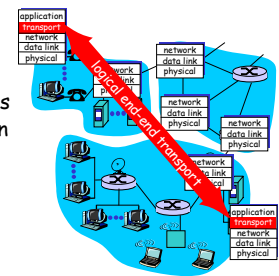 application
transport
network
data link
physical
network
data link
physical
network
data link
physical
s
n
logical end-end transport
network
data link
physical
network
data link
physical
network
data link
physical
application
transport
network
data link
physical